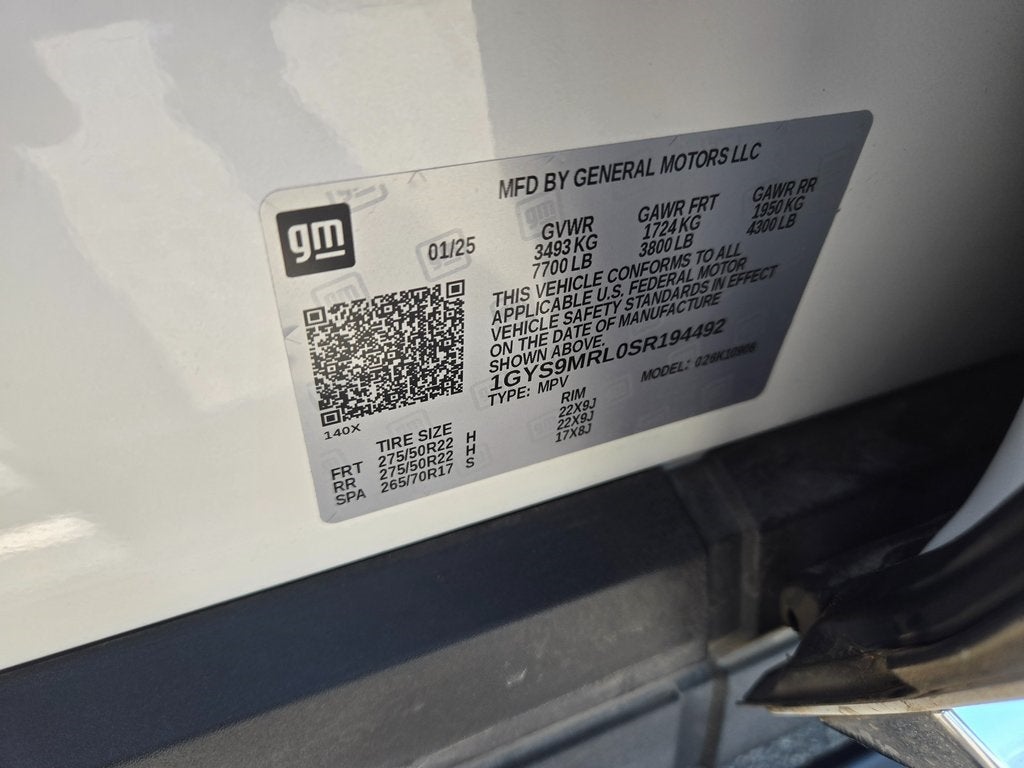 MFD BY GENERAL MOTORS LLC
gm
01/25
GVWR GAWR FRT GAWR RR
3493 KG 1724 KG 1950 KG
7700 LB 3800 LB 4300 LB
THIS VEHICLE CONFORMS TO ALL
APPLICABLE U.S. FEDERAL MOTOR
VEHICLE SAFETY STANDARDS IN EFFECT
ON THE DATE OF MANUFACTURE
SHOWN ABOVE.
1GYS9MRL0SR194492
TYPE: MPV MODEL:
140X
TIRE SIZE RIM
FRT 275/50R22 H 22X9J
RR 275/50R22 H 22X9J
SPA 265/70R17 S 17X8J